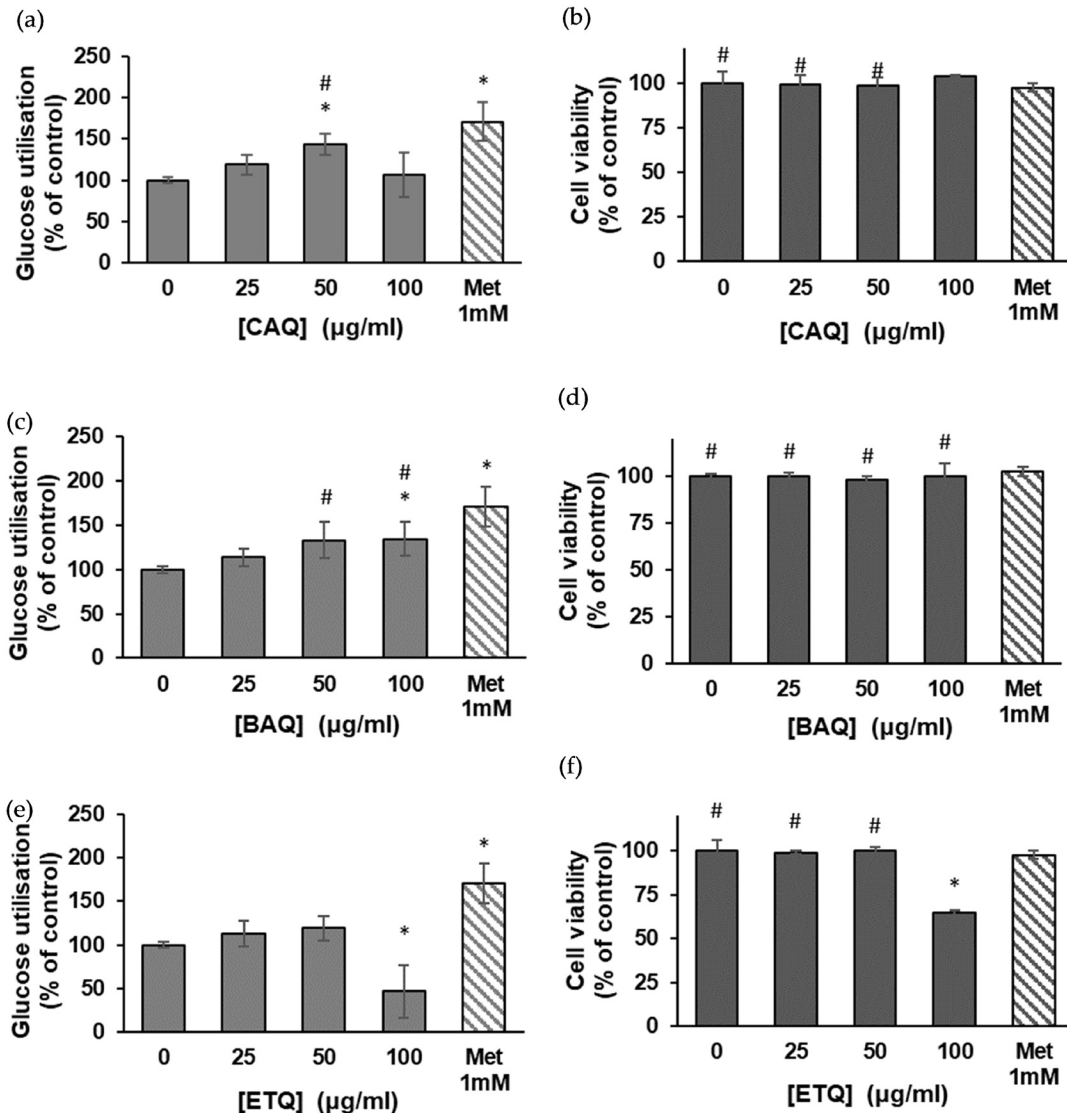 (a)
Glucose utilisation
(% of control)
250
200
150
100
50
0
#
*
*
0 25 50 100 Met
1mM
[CAQ] (µg/ml)
(b)
Cell viability
(% of control)
100
75
50
25
0
# # #
0 25 50 100 Met
1mM
[CAQ] (µg/ml)
(c)
Glucose utilisation
(% of control)
250
200
150
100
50
0
# #
*
*
0 25 50 100 Met
1mM
[BAQ] (µg/ml)
(d)
Cell viability
(% of control)
100
75
50
25
0
# # # #
0 25 50 100 Met
1mM
[BAQ] (µg/ml)
(e)
Glucose utilisation
(% of control)
250
200
150
100
50
0
* *
0 25 50 100 Met
1mM
[ETQ] (µg/ml)
(f)
Cell viability
(% of control)
100
75
50
25
0
# # # *
0 25 50 100 Met
1mM
[ETQ] (µg/ml)